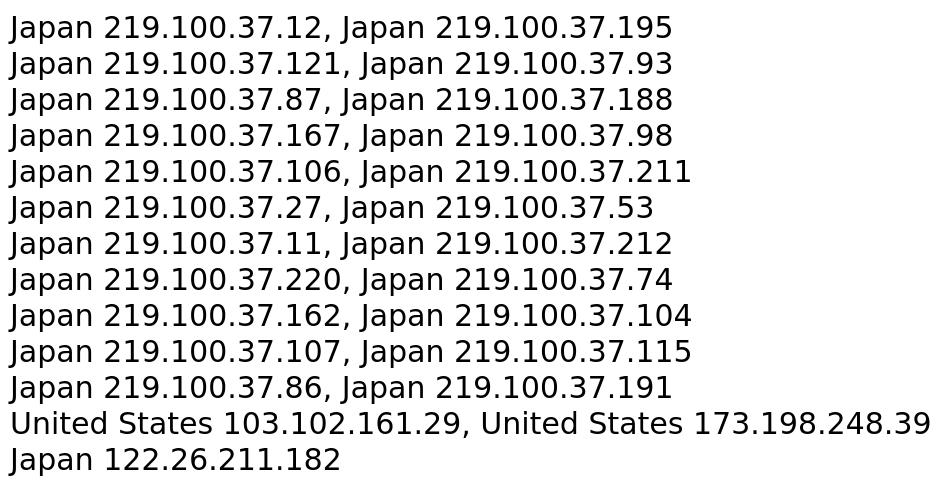 Japan 219.100.37.12, Japan 219.100.37.195
Japan 219.100.37.121, Japan 219.100.37.93
Japan 219.100.37.87, Japan 219.100.37.188
Japan 219.100.37.167, Japan 219.100.37.98
Japan 219.100.37.106, Japan 219.100.37.211
Japan 219.100.37.27, Japan 219.100.37.53
Japan 219.100.37.11, Japan 219.100.37.212
Japan 219.100.37.220, Japan 219.100.37.74
Japan 219.100.37.162, Japan 219.100.37.104
Japan 219.100.37.107, Japan 219.100.37.115
Japan 219.100.37.86, Japan 219.100.37.191
United States 103.102.161.29, United States 173.198.248.39
Japan 122.26.211.182